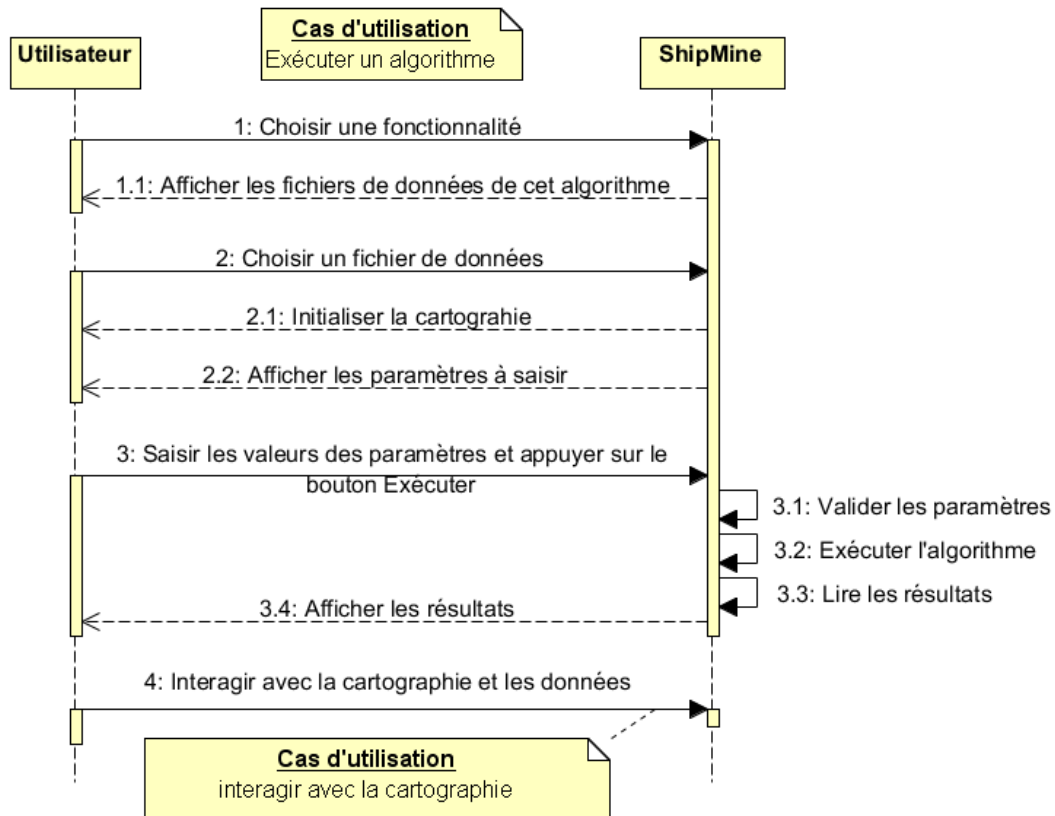 Cas d'utilisation
Exécuter un algorithme
Utilisateur
ShipMine
1: Choisir une fonctionnalité
1.1: Afficher les fichiers de données de cet algorithme
2: Choisir un fichier de données
2.1: Initialiser la cartograhie
2.2: Afficher les paramètres à saisir
3: Saisir les valeurs des paramètres et appuyer sur le
bouton Exécuter
3.1: Valider les paramètres
3.2: Exécuter l'algorithme
3.3: Lire les résultats
3.4: Afficher les résultats
4: Interagir avec la cartographie et les données
Cas d'utilisation
interagir avec la cartographie